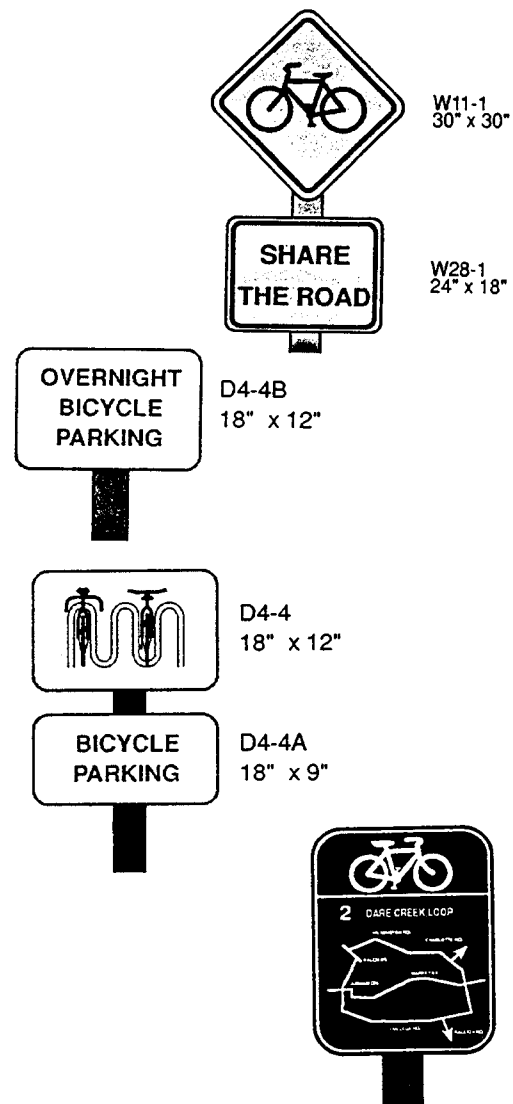 W11-1
30" x 30"
SHARE
THE ROAD
W28-1
24" x 18"
OVERNIGHT
BICYCLE
PARKING
D4-4B
18" x 12"
D4-4
18" x 12"
BICYCLE
PARKING
D4-4A
18" x 9"
2 DARE CREEK LOOP